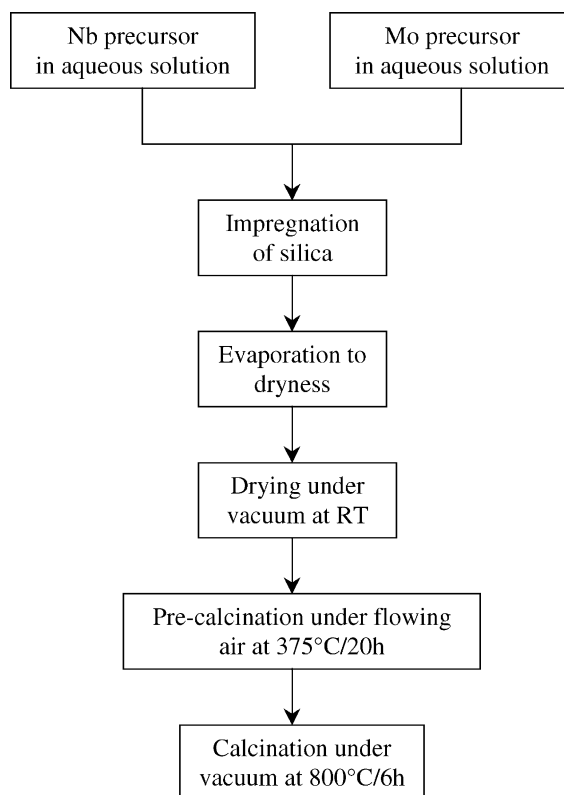 Nb precursor
in aqueous solution
Mo precursor
in aqueous solution
Impregnation
of silica
Evaporation to
dryness
Drying under
vacuum at RT
Pre-calcination under flowing
air at 375°C/20h
Calcination under
vacuum at 800°C/6h